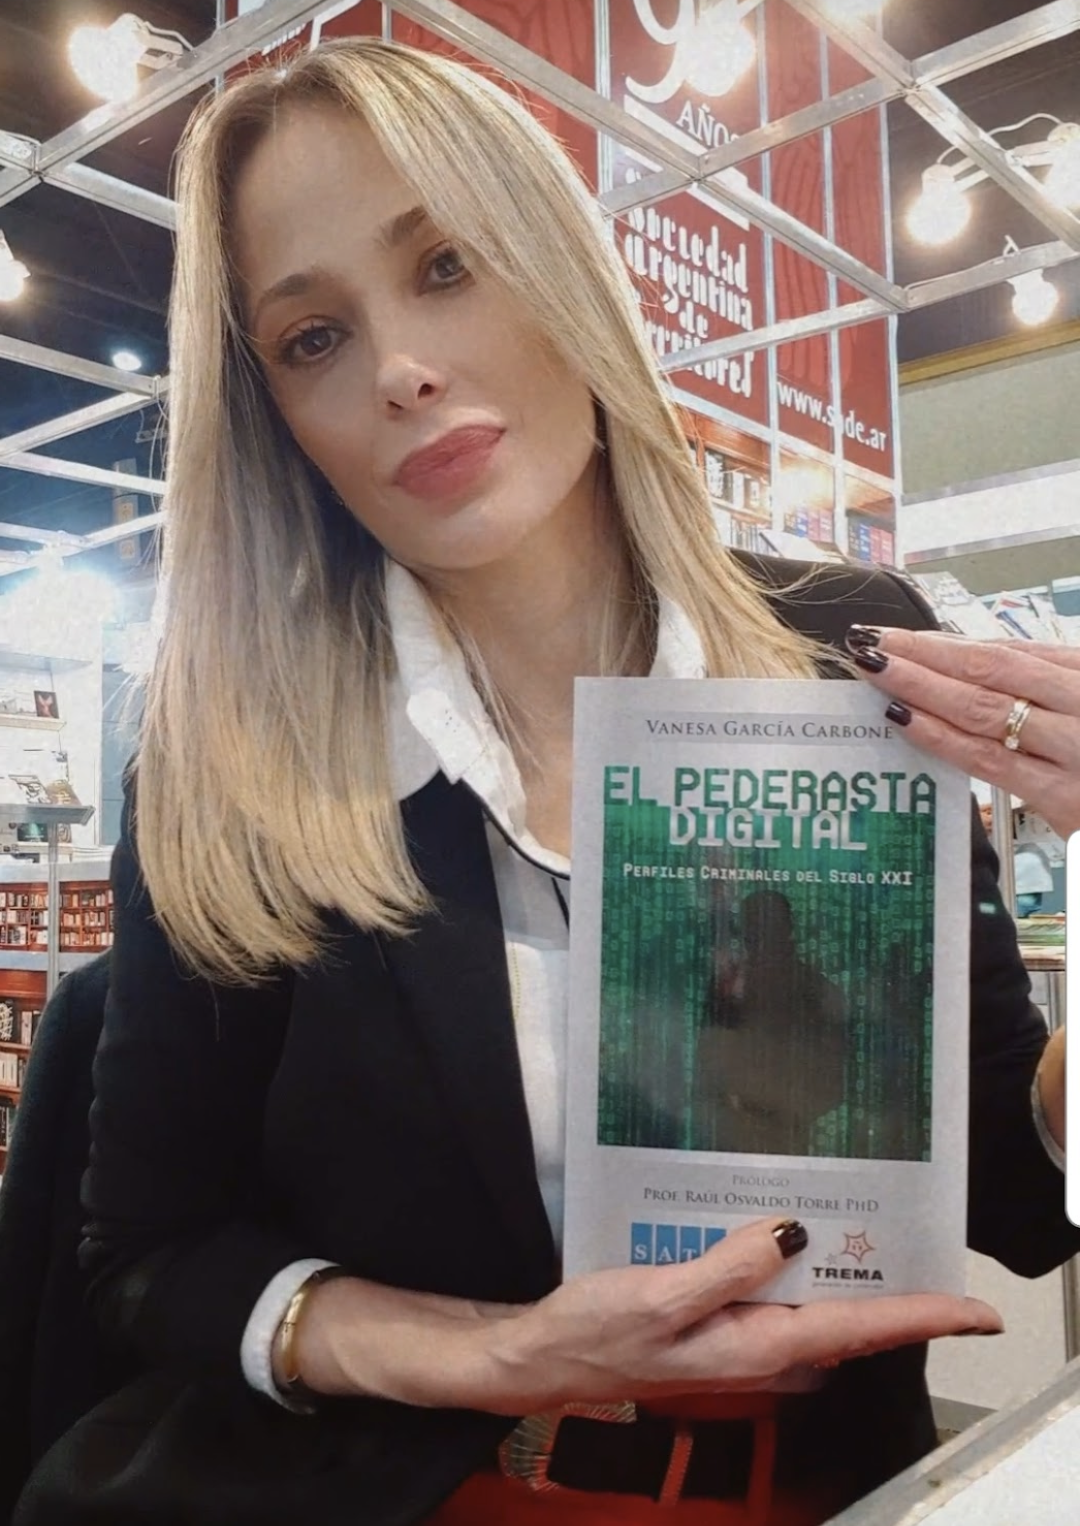 90
AÑOS
Sociedad
Argentina
de
Escritores
www.sade.ar
VANESA GARCÍA CARBONE
EL PEDERASTA
DIGITAL
PERFILES CRIMINALES DEL SIGLO XXI
PRÓLOGO
PROF. RAÚL OSVALDO TORRE PHD
SAT
TREMA